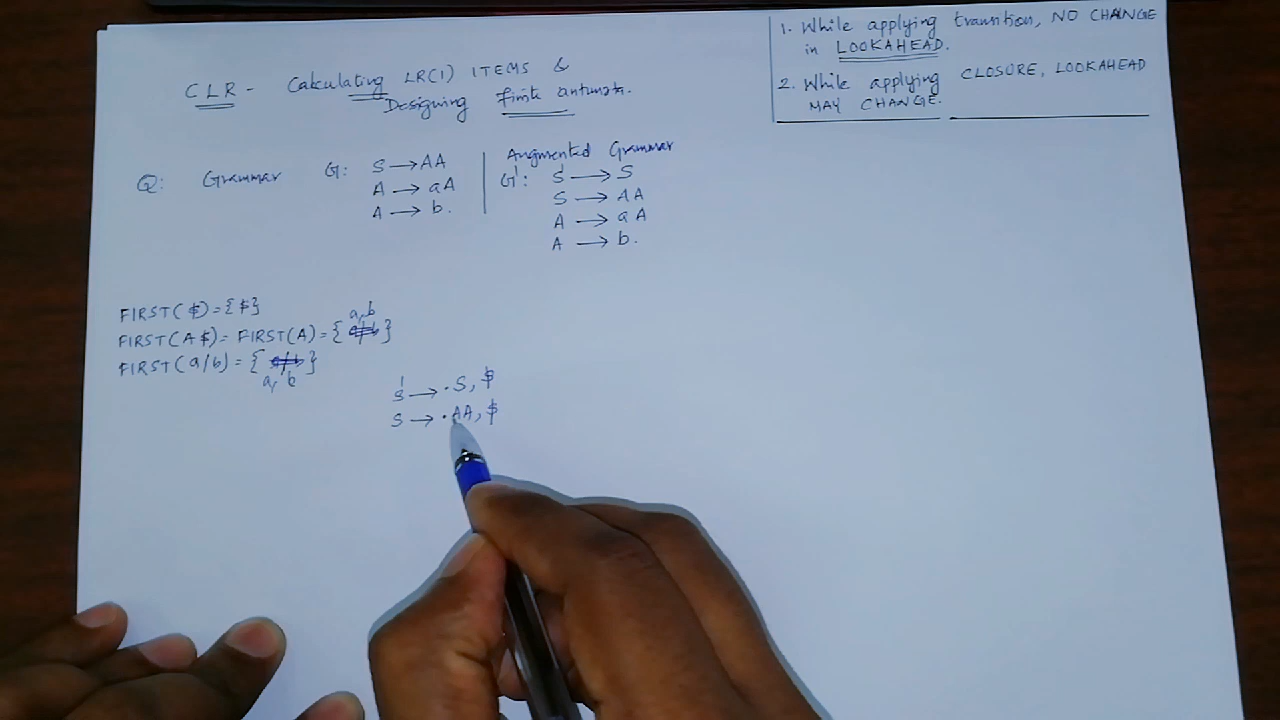 CLR - Calculating LR(1) ITEMS &
Designing finite automata.
1. While applying transition, NO CHANGE
in LOOKAHEAD.
2. While applying CLOSURE, LOOKAHEAD
MAY CHANGE.
Q: Grammar G: S → AA
A → aA
A → b.
Augmented Grammar
G': S' → S
S → AA
A → aA
A → b.
FIRST($) = {$}
a, b
FIRST(A$) = FIRST(A) = { a/b }
FIRST(a/b) = { a/b }
a, b
S' → ·S, $
S → ·AA, $